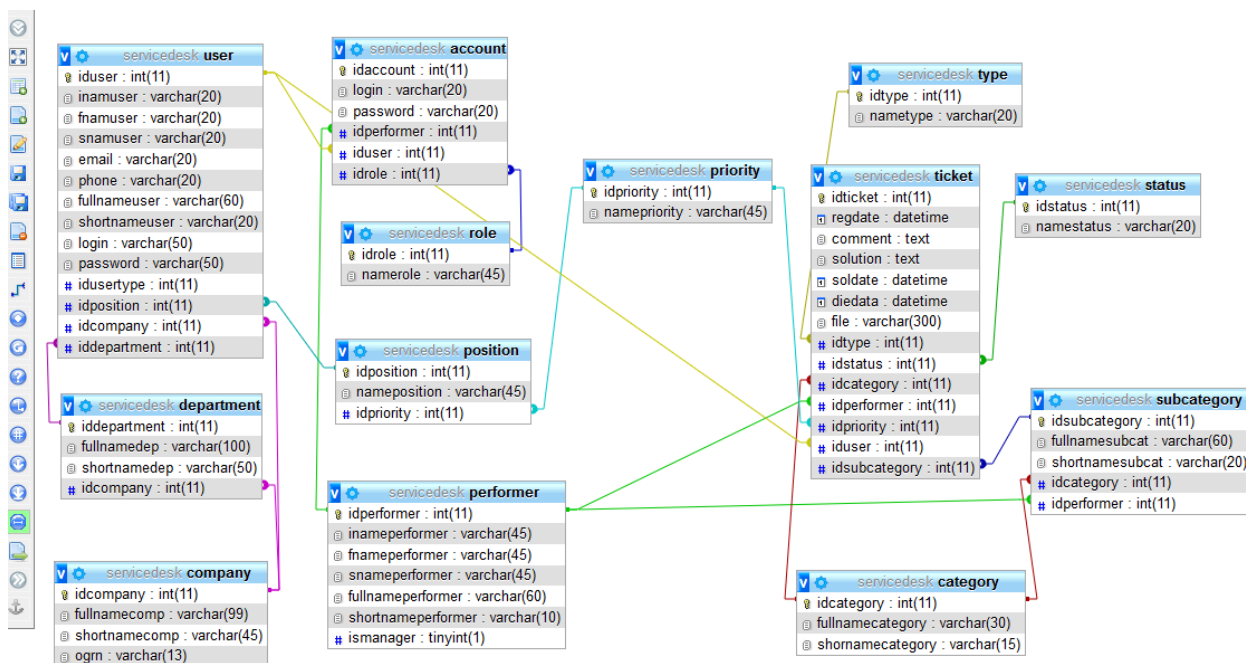 servicedesk user
iduser : int(11)
inamuser : varchar(20)
fnamuser : varchar(20)
snamuser : varchar(20)
email : varchar(20)
phone : varchar(20)
fullnameuser : varchar(60)
shortnameuser : varchar(20)
login : varchar(50)
password : varchar(50)
idusertype : int(11)
idposition : int(11)
idcompany : int(11)
iddepartment : int(11)
servicedesk account
idaccount : int(11)
login : varchar(20)
password : varchar(20)
idperformer : int(11)
iduser : int(11)
idrole : int(11)
servicedesk role
idrole : int(11)
namerole : varchar(45)
servicedesk type
idtype : int(11)
nametype : varchar(20)
servicedesk priority
idpriority : int(11)
namepriority : varchar(45)
servicedesk ticket
idticket : int(11)
regdate : datetime
comment : text
solution : text
soldate : datetime
diedata : datetime
file : varchar(300)
idtype : int(11)
idstatus : int(11)
idcategory : int(11)
idperformer : int(11)
idpriority : int(11)
iduser : int(11)
idsubcategory : int(11)
servicedesk status
idstatus : int(11)
namestatus : varchar(20)
servicedesk position
idposition : int(11)
nameposition : varchar(45)
idpriority : int(11)
servicedesk department
iddepartment : int(11)
fullnamedep : varchar(100)
shortnamedep : varchar(50)
idcompany : int(11)
servicedesk subcategory
idsubcategory : int(11)
fullnamesubcat : varchar(60)
shortnamesubcat : varchar(20)
idcategory : int(11)
idperformer : int(11)
servicedesk performer
idperformer : int(11)
inameperformer : varchar(45)
fnameperformer : varchar(45)
snameperformer : varchar(45)
fullnameperformer : varchar(60)
shortnameperformer : varchar(10)
ismanager : tinyint(1)
servicedesk company
idcompany : int(11)
fullnamecomp : varchar(99)
shortnamecomp : varchar(45)
ogrn : varchar(13)
servicedesk category
idcategory : int(11)
fullnamecategory : varchar(30)
shornamecategory : varchar(15)